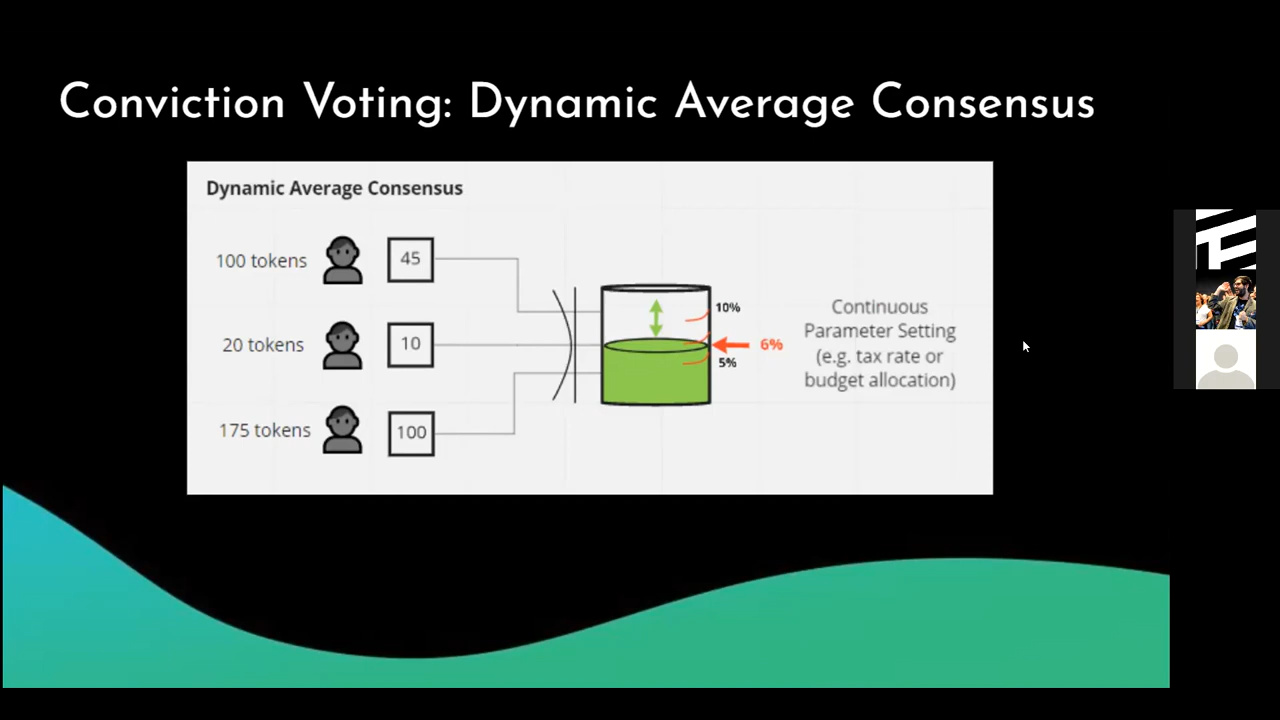 Conviction Voting: Dynamic Average Consensus
Dynamic Average Consensus
100 tokens
45
20 tokens
10
175 tokens
100
10%
6%
5%
Continuous
Parameter Setting
(e.g. tax rate or
budget allocation)